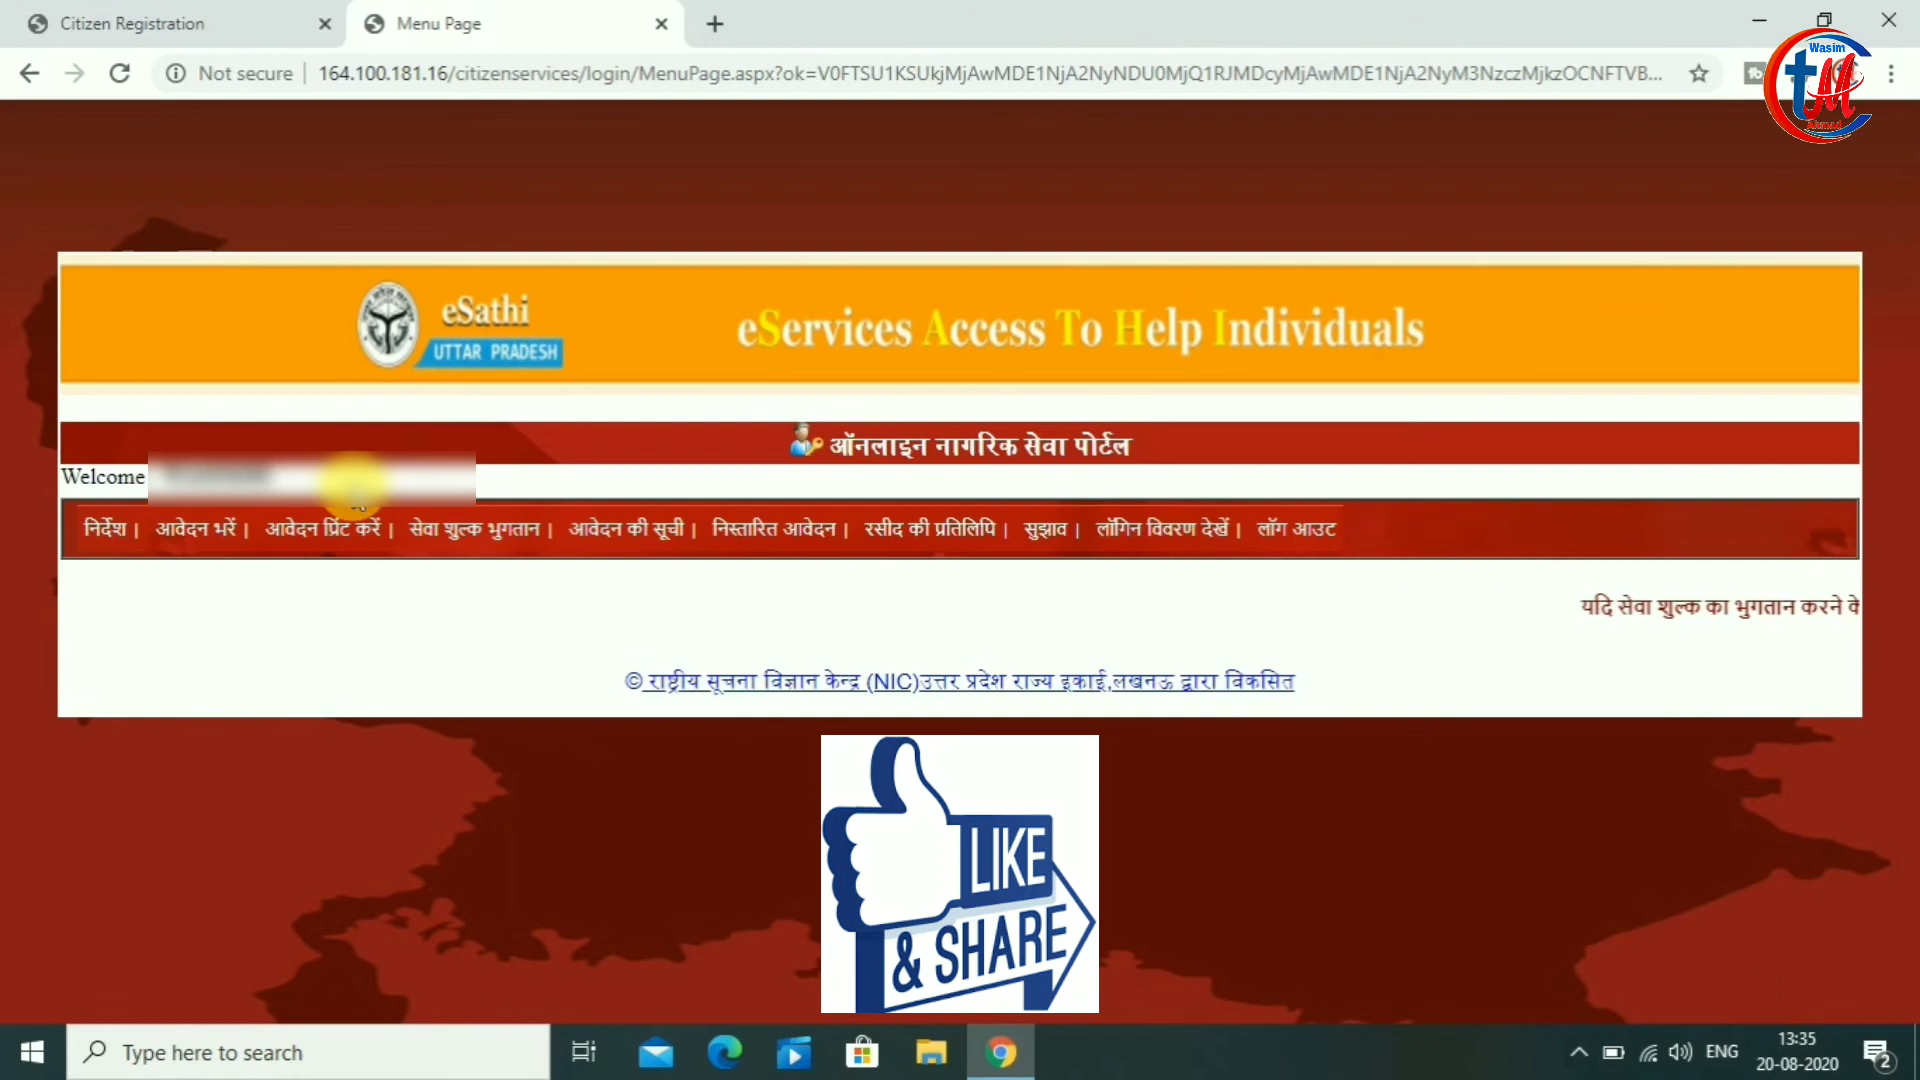 Citizen Registration
Menu Page
Not secure
164.100.181.16/citizenservices/login/MenuPage.aspx?ok=V0FTSU1KSUkjMjAwMDE1NjA2NyNDU0MjQ1RJMDcyMjAwMDE1NjA2NyM3NzczMjkzOCNFTVB...
Wasim
tM
Ahmad
eSathi
UTTAR PRADESH
eServices Access To Help Individuals
ऑनलाइन नागरिक सेवा पोर्टल
Welcome
निर्देश | आवेदन भरें | आवेदन प्रिंट करें | सेवा शुल्क भुगतान | आवेदन की सूची | निस्तारित आवेदन | रसीद की प्रतिलिपि | सुझाव | लॉगिन विवरण देखें | लॉग आउट
यदि सेवा शुल्क का भुगतान करने के
© राष्ट्रीय सूचना विज्ञान केन्द्र (NIC)उत्तर प्रदेश राज्य इकाई,लखनऊ द्वारा विकसित
LIKE
& SHARE
Type here to search
ENG
13:35
20-08-2020
2